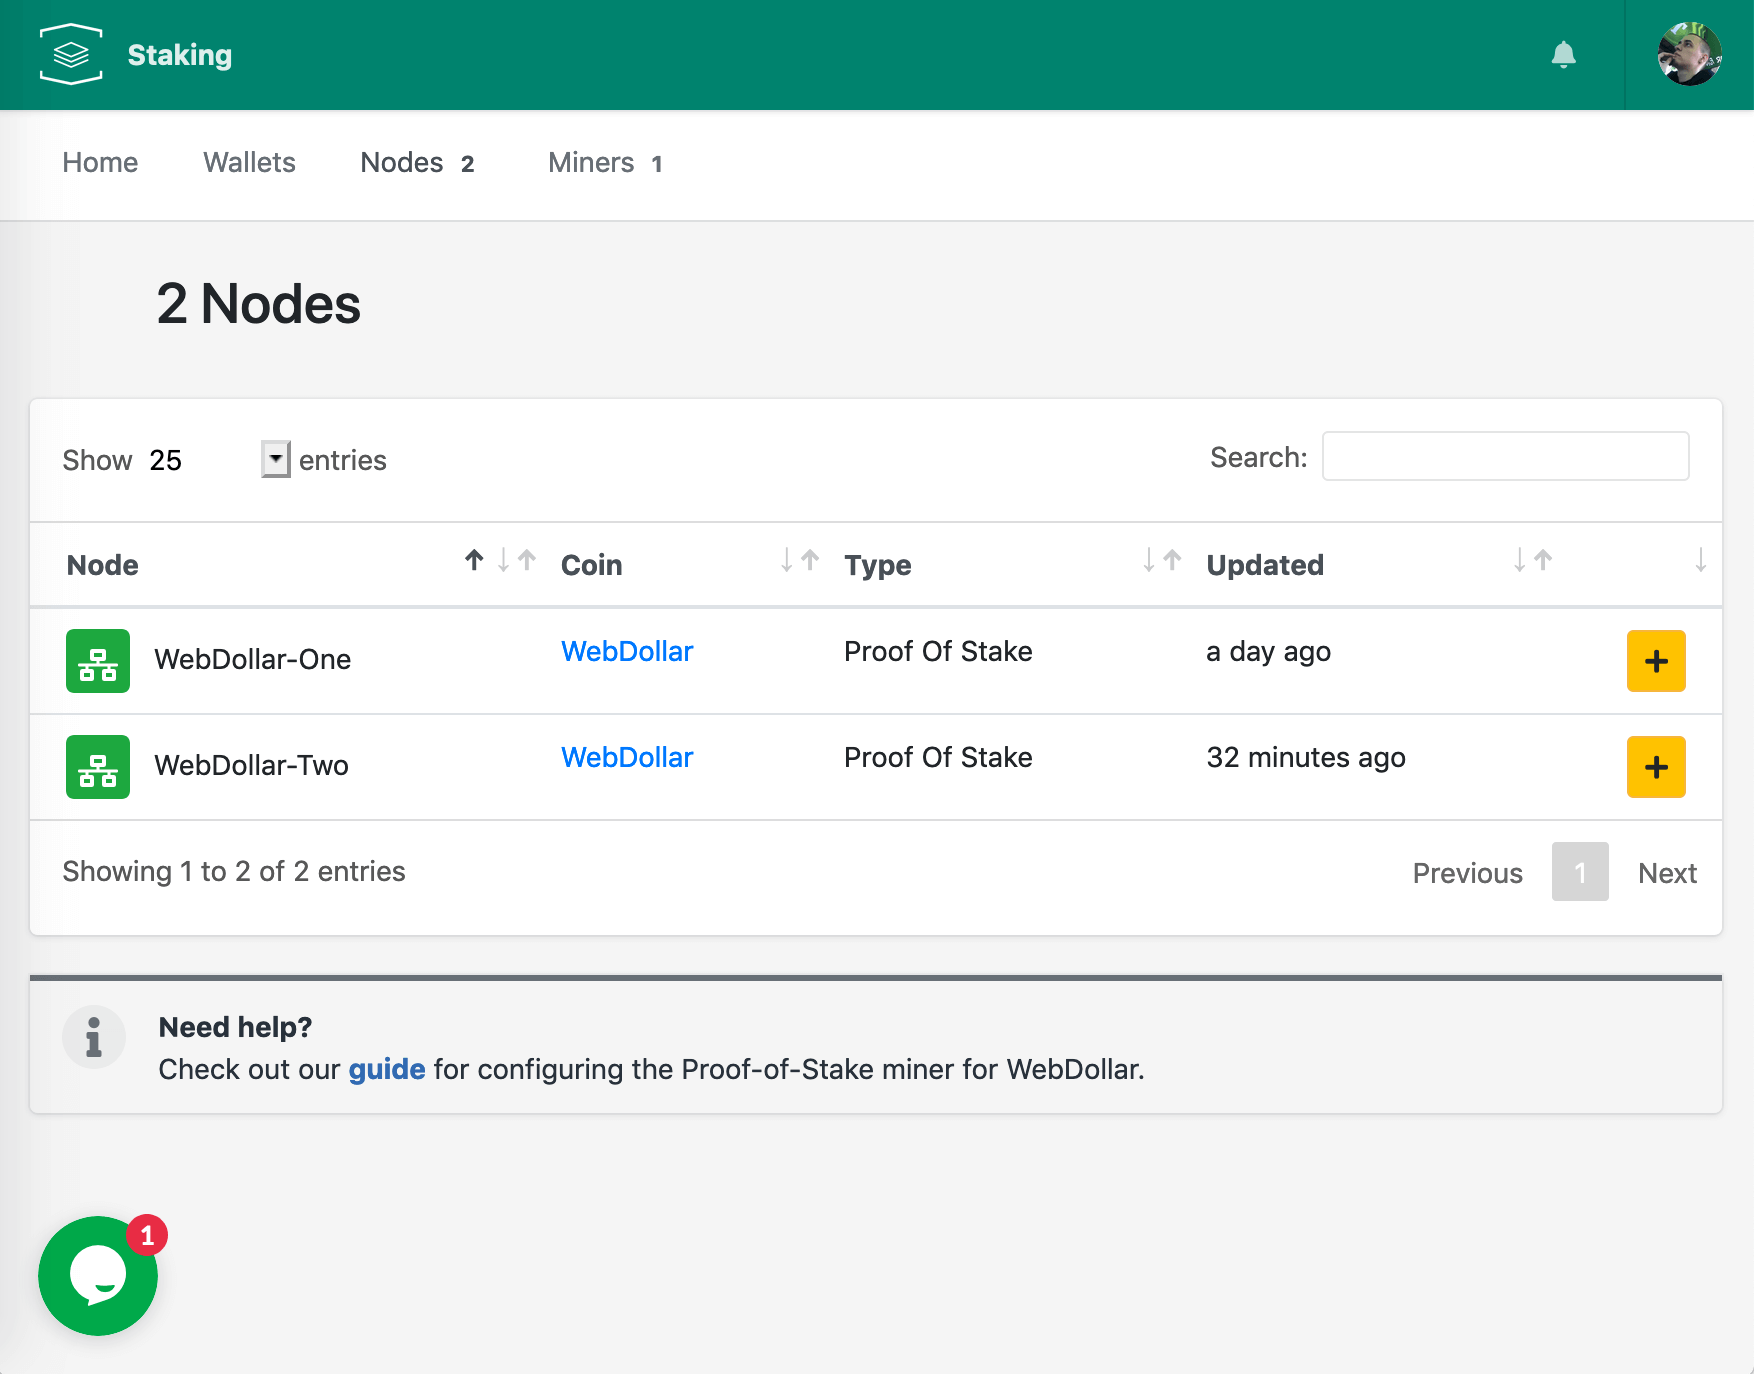 Staking
Home Wallets Nodes 2 Miners 1
2 Nodes
Show 25 entries Search:
Node Coin Type Updated
WebDollar-One WebDollar Proof Of Stake a day ago +
WebDollar-Two WebDollar Proof Of Stake 32 minutes ago +
Showing 1 to 2 of 2 entries Previous 1 Next
Need help?
Check out our guide for configuring the Proof-of-Stake miner for WebDollar.
1